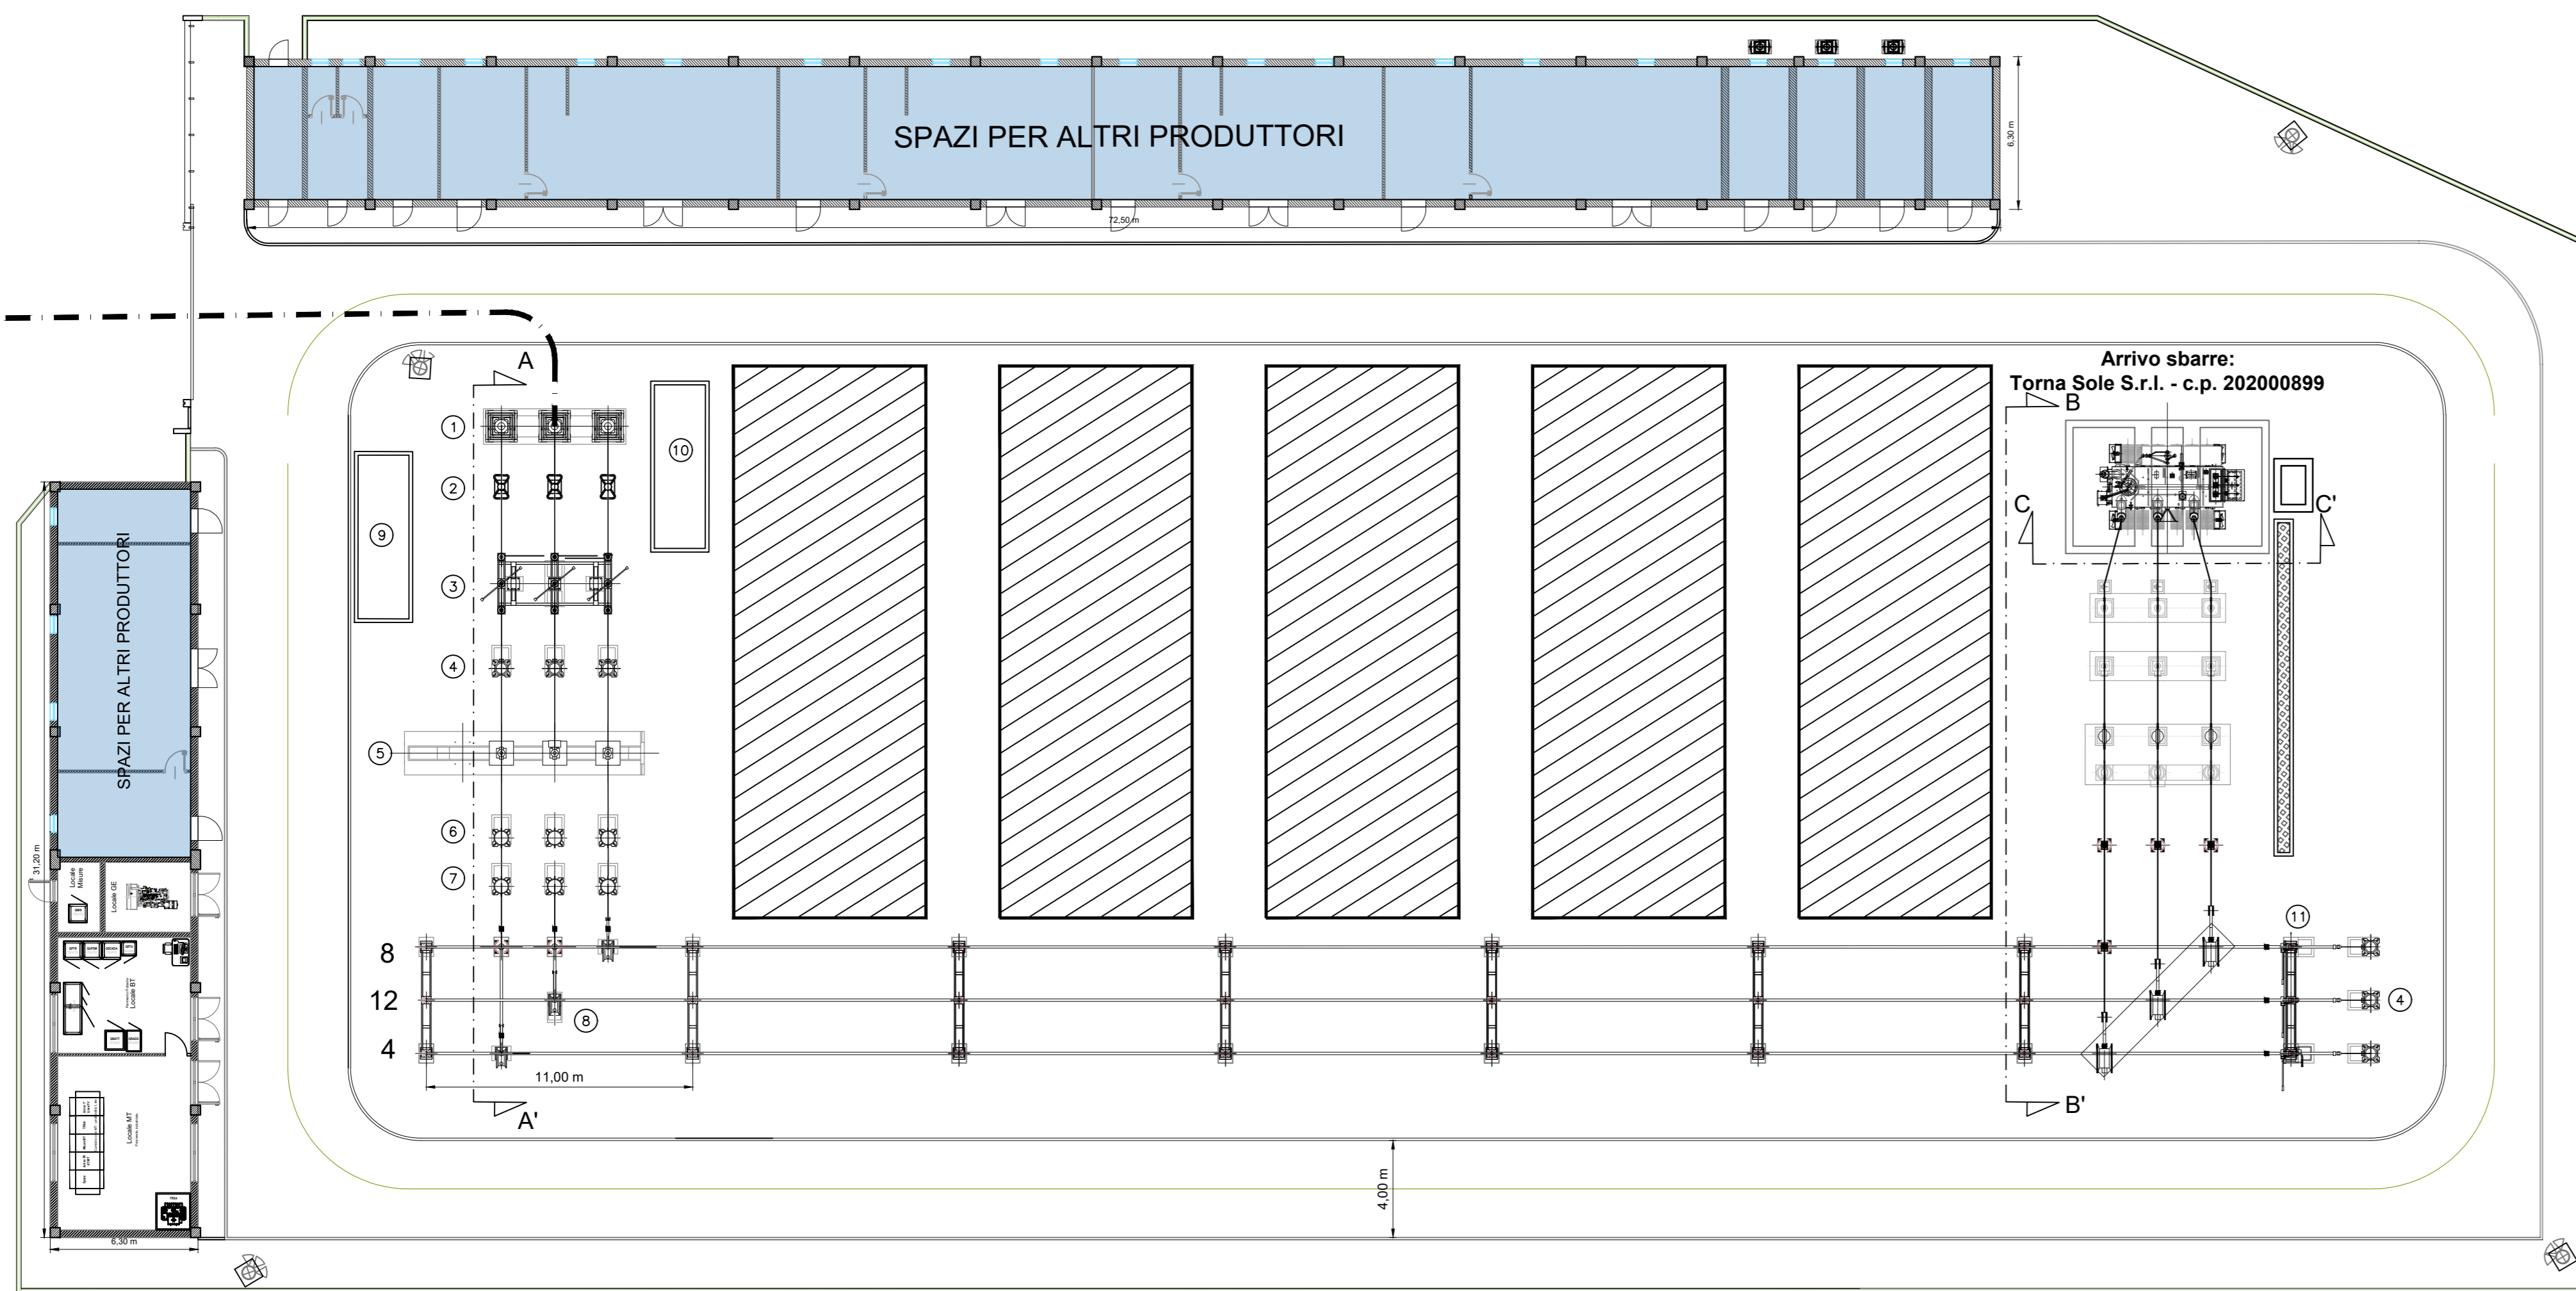 SPAZI PER ALTRI PRODUTTORI
6,30 m
72,50 m
Arrivo sbarre:
Torna Sole S.r.l. - c.p. 202000899
A
B
1
10
2
C
C'
9
3
SPAZI PER ALTRI PRODUTTORI
4
5
6
31,20 m
7
Locale
Misure
Locale GE
11
8
12
8
4
4
Locale BT
11,00 m
A'
B'
Locale MT
4,00 m
6,30 m